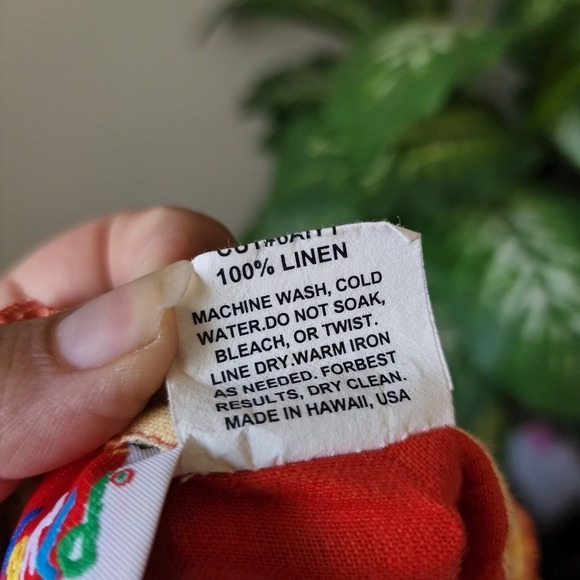 100% LINEN
MACHINE WASH, COLD
WATER.DO NOT SOAK,
BLEACH, OR TWIST.
LINE DRY.WARM IRON
AS NEEDED. FORBEST
RESULTS, DRY CLEAN.
MADE IN HAWAII, USA